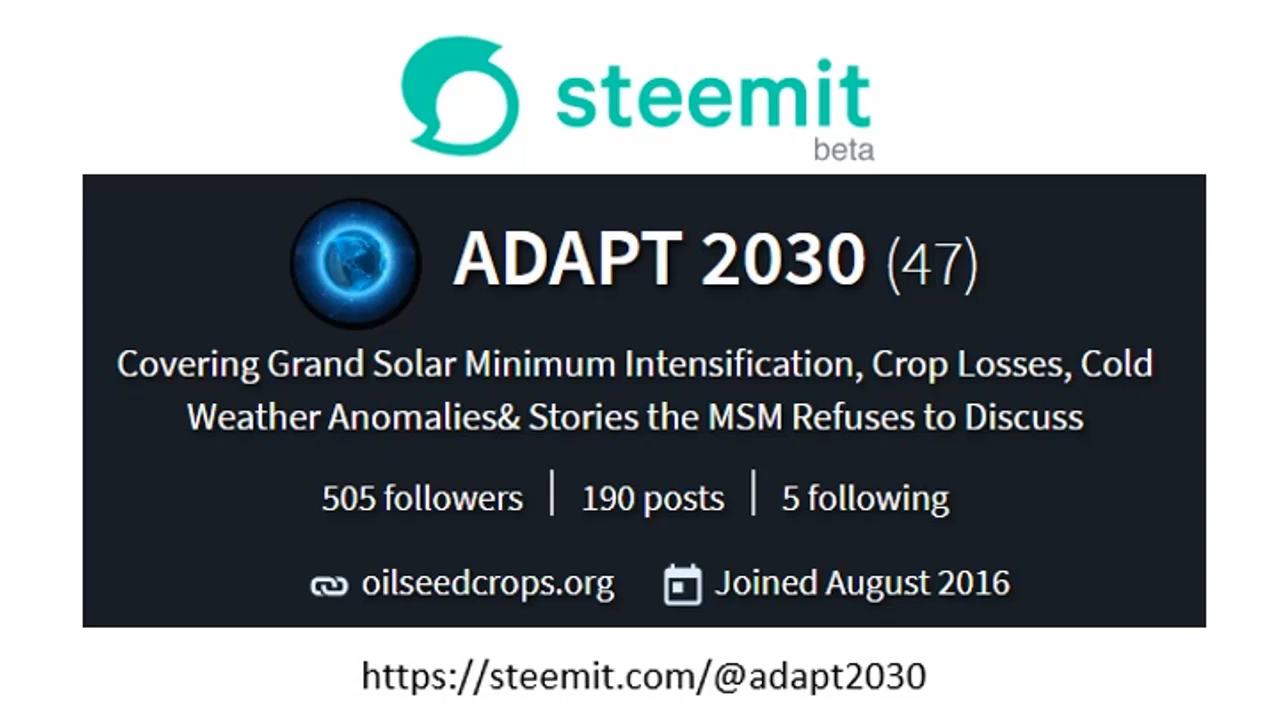 steemit
beta
ADAPT 2030 (47)
Covering Grand Solar Minimum Intensification, Crop Losses, Cold
Weather Anomalies& Stories the MSM Refuses to Discuss
505 followers | 190 posts | 5 following
oilseedcrops.org Joined August 2016
https://steemit.com/@adapt2030